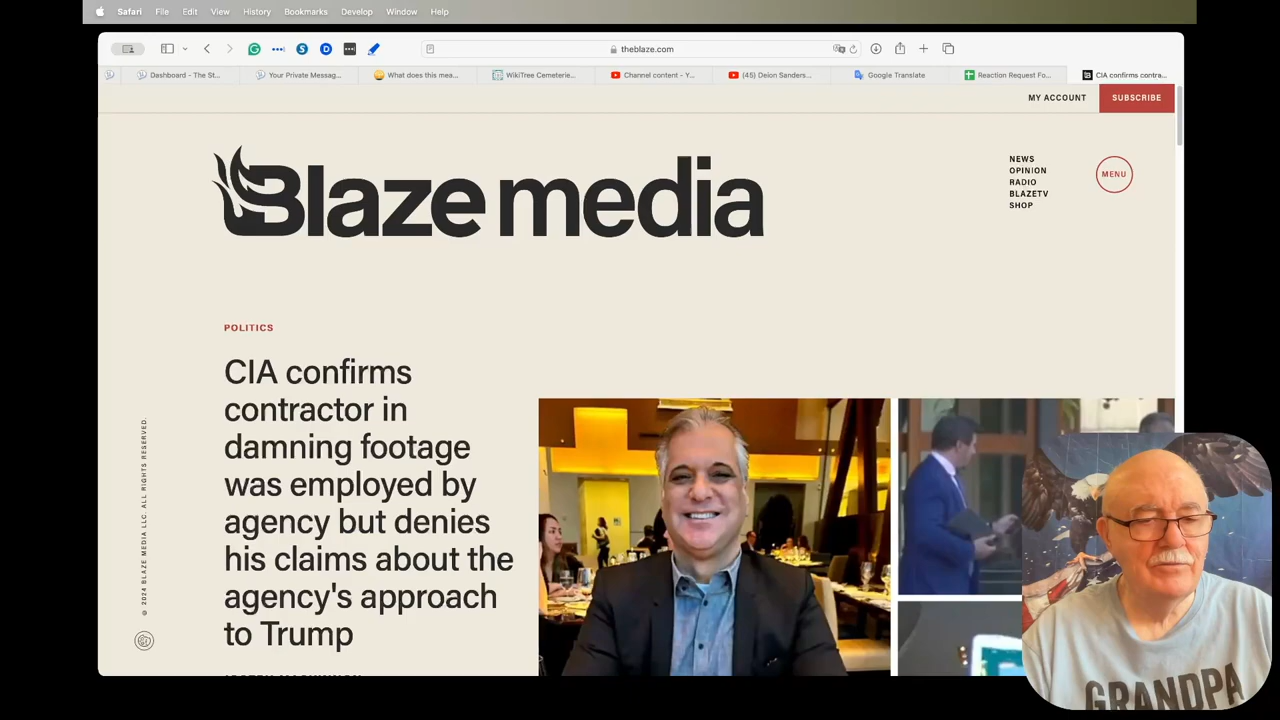 Safari File Edit View History Bookmarks Develop Window Help
theblaze.com
Dashboard - The St...
Your Private Messag...
What does this mea...
WikiTree Cemeterie...
Channel content - Y...
(45) Deion Sanders...
Google Translate
Reaction Request Fo...
CIA confirms contra...
MY ACCOUNT
SUBSCRIBE
Blaze media
NEWS
OPINION
RADIO
BLAZETV
SHOP
MENU
POLITICS
CIA confirms
contractor in
damning footage
was employed by
agency but denies
his claims about the
agency's approach
to Trump
© 2024 BLAZE MEDIA LLC. ALL RIGHTS RESERVED.
GRANDPA